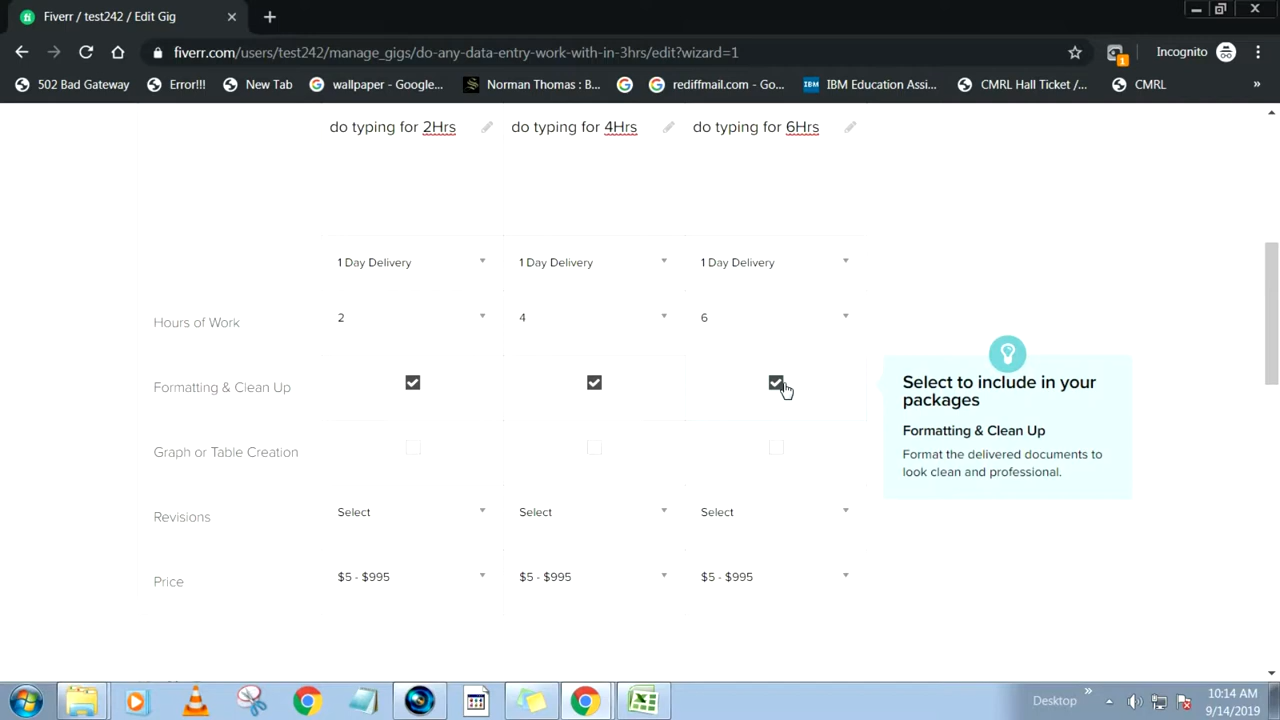 Fiverr / test242 / Edit Gig
fiverr.com/users/test242/manage_gigs/do-any-data-entry-work-with-in-3hrs/edit?wizard=1
1
Incognito
502 Bad Gateway
Error!!!
New Tab
wallpaper - Google...
Norman Thomas : B...
rediffmail.com - Go...
IBM
IBM Education Assi...
CMRL Hall Ticket /...
CMRL
»
do typing for 2Hrs
do typing for 4Hrs
do typing for 6Hrs
1 Day Delivery
1 Day Delivery
1 Day Delivery
Hours of Work
2
4
6
Formatting & Clean Up
Select to include in your
packages
Formatting & Clean Up
Format the delivered documents to
look clean and professional.
Graph or Table Creation
Revisions
Select
Select
Select
Price
$5 - $995
$5 - $995
$5 - $995
Desktop
»
10:14 AM
9/14/2019